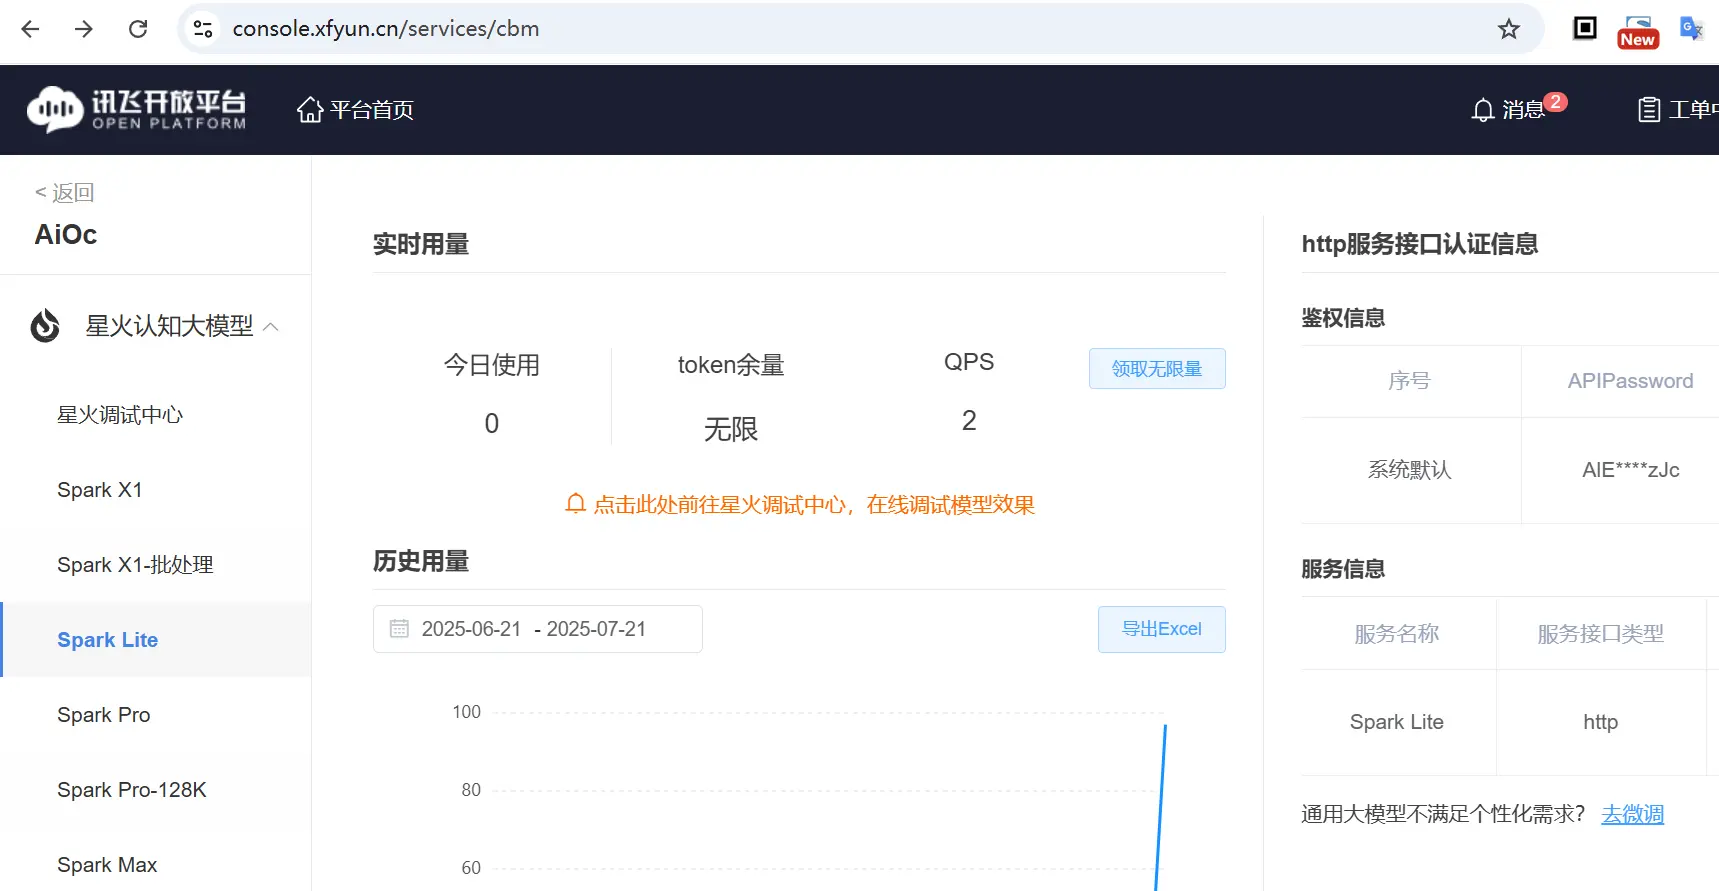 console.xfyun.cn/services/cbm
New
讯飞开放平台
OPEN PLATFORM
平台首页
消息 2
工单中
< 返回
AiOc
星火认知大模型
星火调试中心
Spark X1
Spark X1-批处理
Spark Lite
Spark Pro
Spark Pro-128K
Spark Max
实时用量
今日使用
0
token余量
无限
QPS
2
领取无限量
点击此处前往星火调试中心，在线调试模型效果
历史用量
2025-06-21 - 2025-07-21
导出Excel
100
80
60
http服务接口认证信息
鉴权信息
序号 APIPassword
系统默认 AlE****zJc
服务信息
服务名称 服务接口类型
Spark Lite http
通用大模型不满足个性化需求？ 去微调